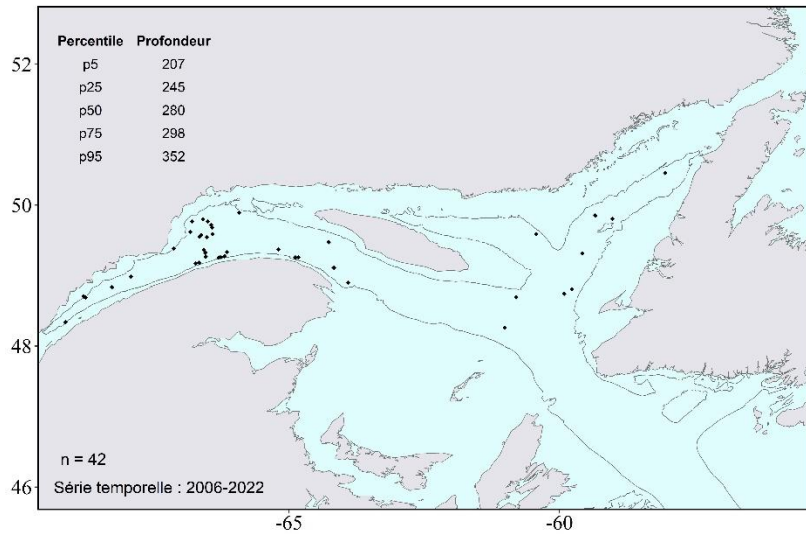 Percentile Profondeur
p5 207
p25 245
p50 280
p75 298
p95 352
52
50
48
46
n = 42
Série temporelle : 2006-2022
-65 -60